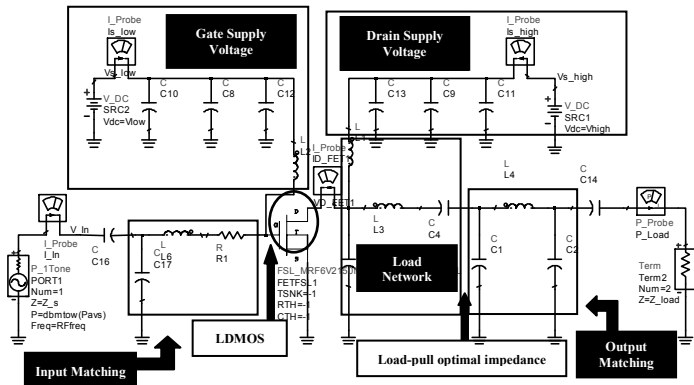 I_Probe
Is_low
Gate Supply
Voltage
Drain Supply
Voltage
I_Probe
Is_high
Vs_low
Vs_high
V_DC
SRC2
Vdc=Vlow
C
C10
C
C8
C
C12
C
C13
C
C9
C
C11
V_DC
SRC1
Vdc=Vhigh
L
L2
I_Probe
ID_FET1
L
VD_FET1
L
L4
C
C14
P_Probe
P_Load
I_Probe
I_In
V_In
C
C16
C
C17
L
L6
R
R1
L
L3
C
C4
C
C1
C
C2
Term
Term2
Num=2
Z=Z_load
P_1Tone
PORT1
Num=1
Z=Z_s
P=dbmtow(Pavs)
Freq=RFfreq
FETFSL1
TSNK=-1
RTH=-1
CTH=-1
Load
Network
LDMOS
Input Matching
Load-pull optimal impedance
Output
Matching